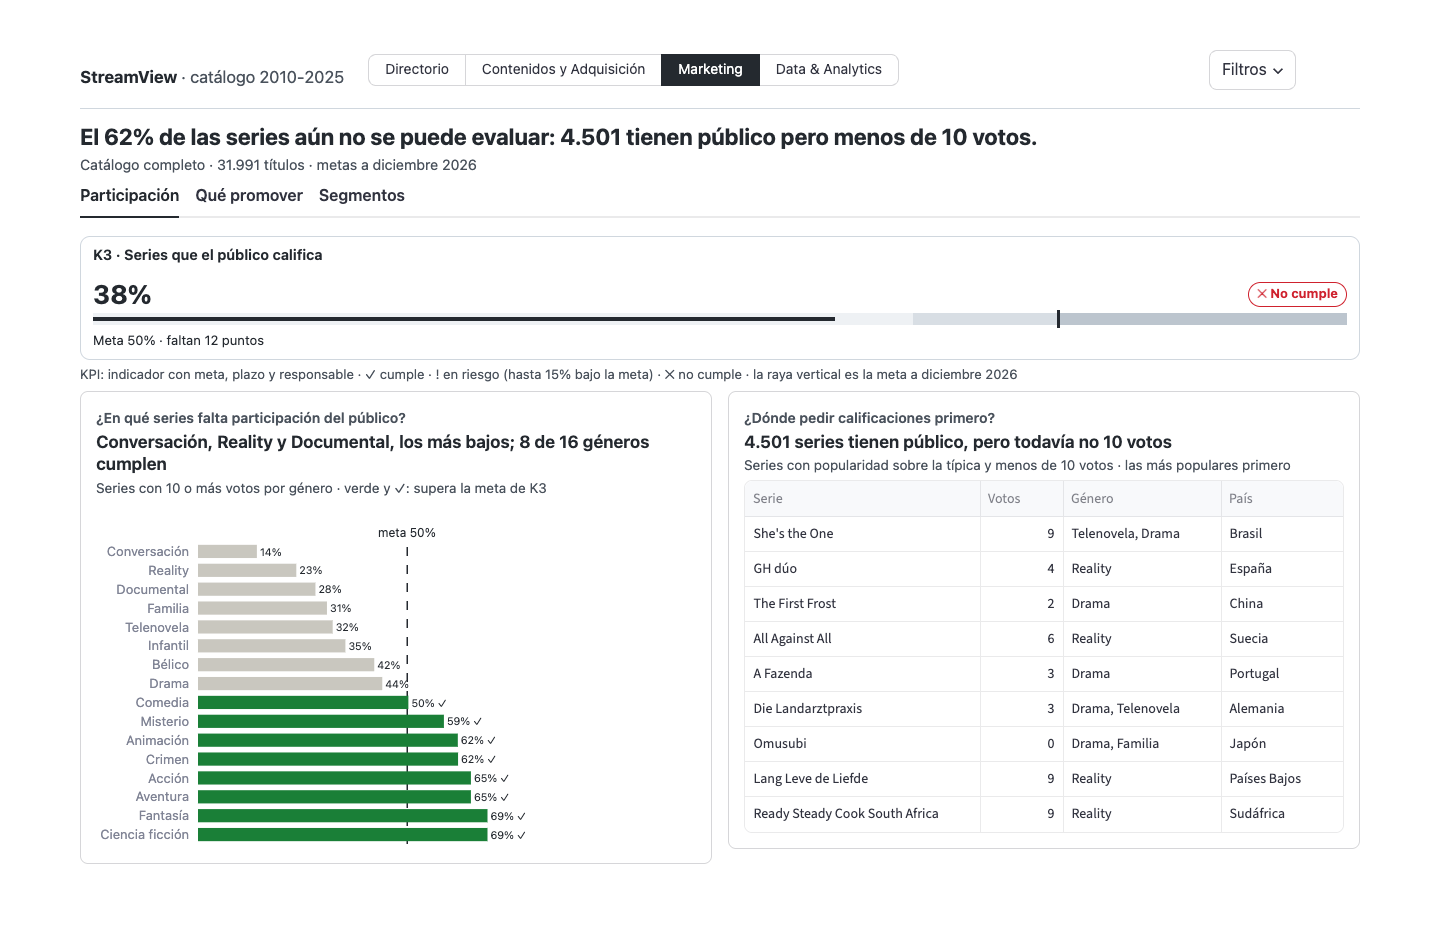 StreamView · catálogo 2010-2025
Directorio
Contenidos y Adquisición
Marketing
Data & Analytics
Filtros
El 62% de las series aún no se puede evaluar: 4.501 tienen público pero menos de 10 votos.
Catálogo completo · 31.991 títulos · metas a diciembre 2026
Participación
Qué promover
Segmentos
K3 · Series que el público califica
38%
✕ No cumple
Meta 50% · faltan 12 puntos
KPI: indicador con meta, plazo y responsable · ✓ cumple · ! en riesgo (hasta 15% bajo la meta) · ✕ no cumple · la raya vertical es la meta a diciembre 2026
¿En qué series falta participación del público?
Conversación, Reality y Documental, los más bajos; 8 de 16 géneros
cumplen
Series con 10 o más votos por género · verde y ✓: supera la meta de K3
meta 50%
Conversación 14%
Reality 23%
Documental 28%
Familia 31%
Telenovela 32%
Infantil 35%
Bélico 42%
Drama 44%
Comedia 50% ✓
Misterio 59% ✓
Animación 62% ✓
Crimen 62% ✓
Acción 65% ✓
Aventura 65% ✓
Fantasía 69% ✓
Ciencia ficción 69% ✓
¿Dónde pedir calificaciones primero?
4.501 series tienen público, pero todavía no 10 votos
Series con popularidad sobre la típica y menos de 10 votos · las más populares primero
Serie Votos Género País
She's the One 9 Telenovela, Drama Brasil
GH dúo 4 Reality España
The First Frost 2 Drama China
All Against All 6 Reality Suecia
A Fazenda 3 Drama Portugal
Die Landarztpraxis 3 Drama, Telenovela Alemania
Omusubi 0 Drama, Familia Japón
Lang Leve de Liefde 9 Reality Países Bajos
Ready Steady Cook South Africa 9 Reality Sudáfrica